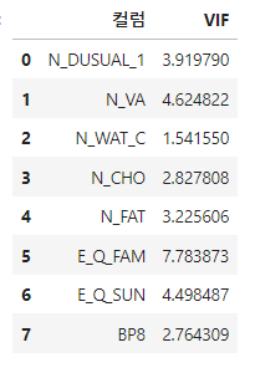 컬럼 VIF
0 N_DUSUAL_1 3.919790
1 N_VA 4.624822
2 N_WAT_C 1.541550
3 N_CHO 2.827808
4 N_FAT 3.225606
5 E_Q_FAM 7.783873
6 E_Q_SUN 4.498487
7 BP8 2.764309